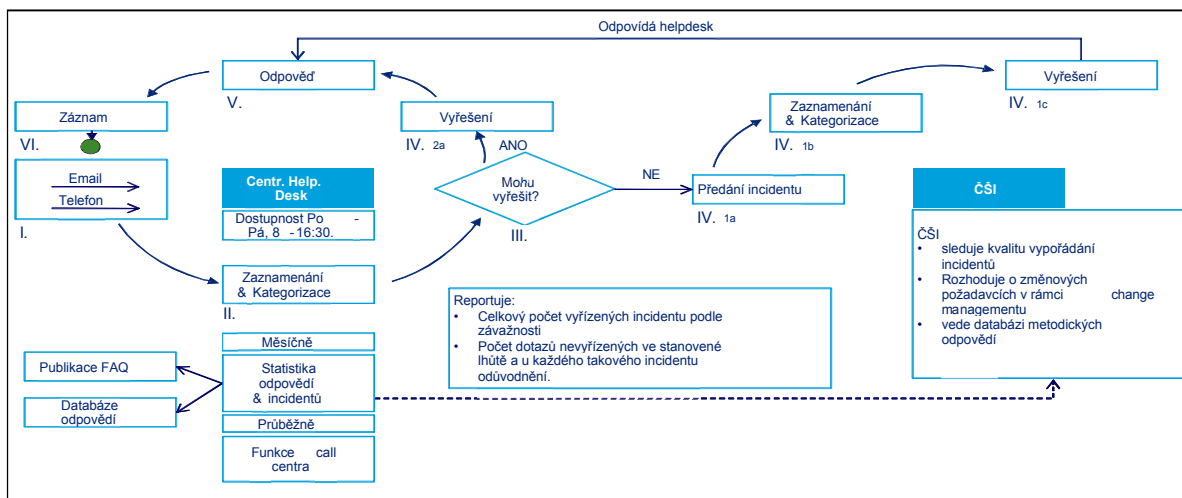 Odpovídá helpdesk
Odpověď
V.
Vyřešení
IV. 1c
Záznam
VI.
Vyřešení
IV. 2a
Zaznamenání
& Kategorizace
IV. 1b
ANO
Email
Telefon
I.
Centr. Help.
Desk
Dostupnost Po -
Pá, 8 -16:30.
Mohu
vyřešit?
III.
NE
Předání incidentu
IV. 1a
ČŠI
ČŠI
• sleduje kvalitu vypořádání
incidentů
• Rozhoduje o změnových
požadavcích v rámci change
managementu
• vede databázi metodických
odpovědí
Zaznamenání
& Kategorizace
II.
Reportuje:
• Celkový počet vyřízených incidentu podle
závažnosti
• Počet dotazů nevyřízených ve stanovené
lhůtě a u každého takového incidentu
odůvodnění.
Měsíčně
Publikace FAQ
Databáze
odpovědí
Statistika
odpovědí
& incidentů
Průběžně
Funkce call
centra